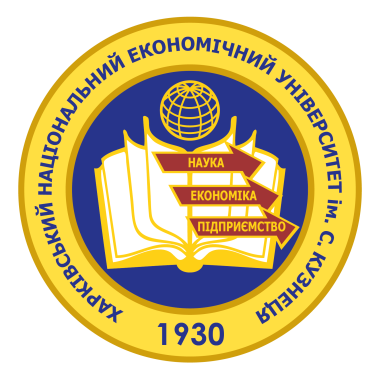 ХАРКІВСЬКИЙ НАЦІОНАЛЬНИЙ ЕКОНОМІЧНИЙ УНІВЕРСИТЕТ ім. С. КУЗНЕЦЯ
НАУКА
ЕКОНОМІКА
ПІДПРИЄМСТВО
1930